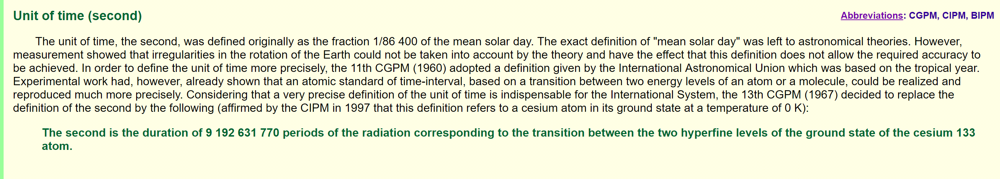 Unit of time (second)
Abbreviations: CGPM, CIPM, BIPM
The unit of time, the second, was defined originally as the fraction 1/86 400 of the mean solar day. The exact definition of "mean solar day" was left to astronomical theories. However,
measurement showed that irregularities in the rotation of the Earth could not be taken into account by the theory and have the effect that this definition does not allow the required accuracy to
be achieved. In order to define the unit of time more precisely, the 11th CGPM (1960) adopted a definition given by the International Astronomical Union which was based on the tropical year.
Experimental work had, however, already shown that an atomic standard of time-interval, based on a transition between two energy levels of an atom or a molecule, could be realized and
reproduced much more precisely. Considering that a very precise definition of the unit of time is indispensable for the International System, the 13th CGPM (1967) decided to replace the
definition of the second by the following (affirmed by the CIPM in 1997 that this definition refers to a cesium atom in its ground state at a temperature of 0 K):
The second is the duration of 9 192 631 770 periods of the radiation corresponding to the transition between the two hyperfine levels of the ground state of the cesium 133
atom.